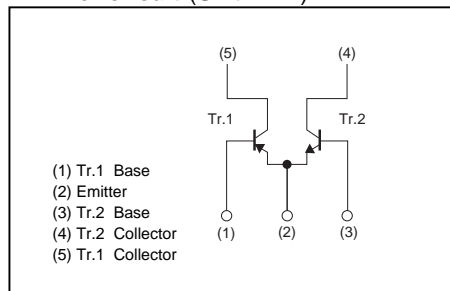 (5) (4)
Tr.1 Tr.2
(1) Tr.1 Base
(2) Emitter
(3) Tr.2 Base
(4) Tr.2 Collector
(5) Tr.1 Collector
(1) (2) (3)